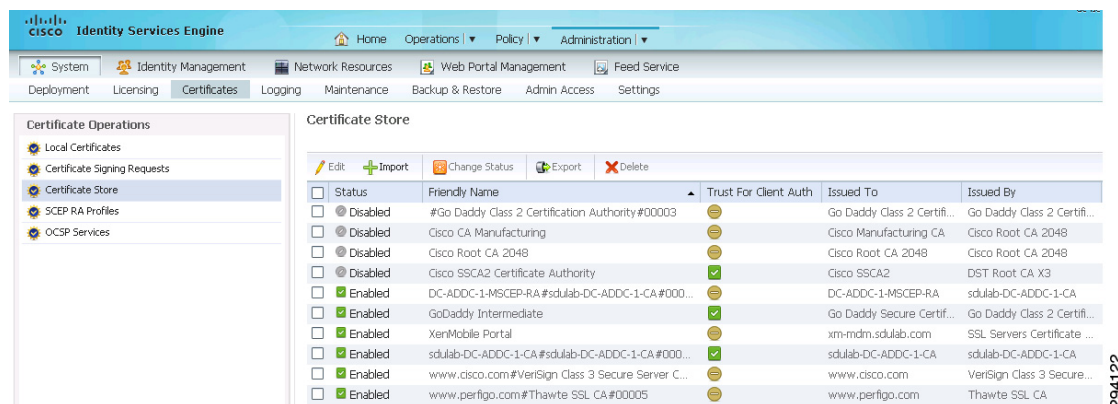 cisco Identity Services Engine
Home Operations ▼ Policy ▼ Administration ▼
System Identity Management Network Resources Web Portal Management Feed Service
Deployment Licensing Certificates Logging Maintenance Backup & Restore Admin Access Settings
Certificate Operations
Local Certificates
Certificate Signing Requests
Certificate Store
SCEP RA Profiles
OCSP Services
Certificate Store
Edit Import Change Status Export Delete
Status Friendly Name Trust For Client Auth Issued To Issued By
Disabled #Go Daddy Class 2 Certification Authority#00003 Go Daddy Class 2 Certifi... Go Daddy Class 2 Certifi...
Disabled Cisco CA Manufacturing Cisco Manufacturing CA Cisco Root CA 2048
Disabled Cisco Root CA 2048 Cisco Root CA 2048 Cisco Root CA 2048
Disabled Cisco SSCA2 Certificate Authority Cisco SSCA2 DST Root CA X3
Enabled DC-ADDC-1-MSCEP-RA#sdulab-DC-ADDC-1-CA#000... DC-ADDC-1-MSCEP-RA sdulab-DC-ADDC-1-CA
Enabled GoDaddy Intermediate Go Daddy Secure Certif... Go Daddy Class 2 Certifi...
Enabled XenMobile Portal xm-mdm.sdulab.com SSL Servers Certificate ...
Enabled sdulab-DC-ADDC-1-CA#sdulab-DC-ADDC-1-CA#000... sdulab-DC-ADDC-1-CA sdulab-DC-ADDC-1-CA
Enabled www.cisco.com#VeriSign Class 3 Secure Server C... www.cisco.com VeriSign Class 3 Secure...
Enabled www.perfigo.com#Thawte SSL CA#00005 www.perfigo.com Thawte SSL CA
294122